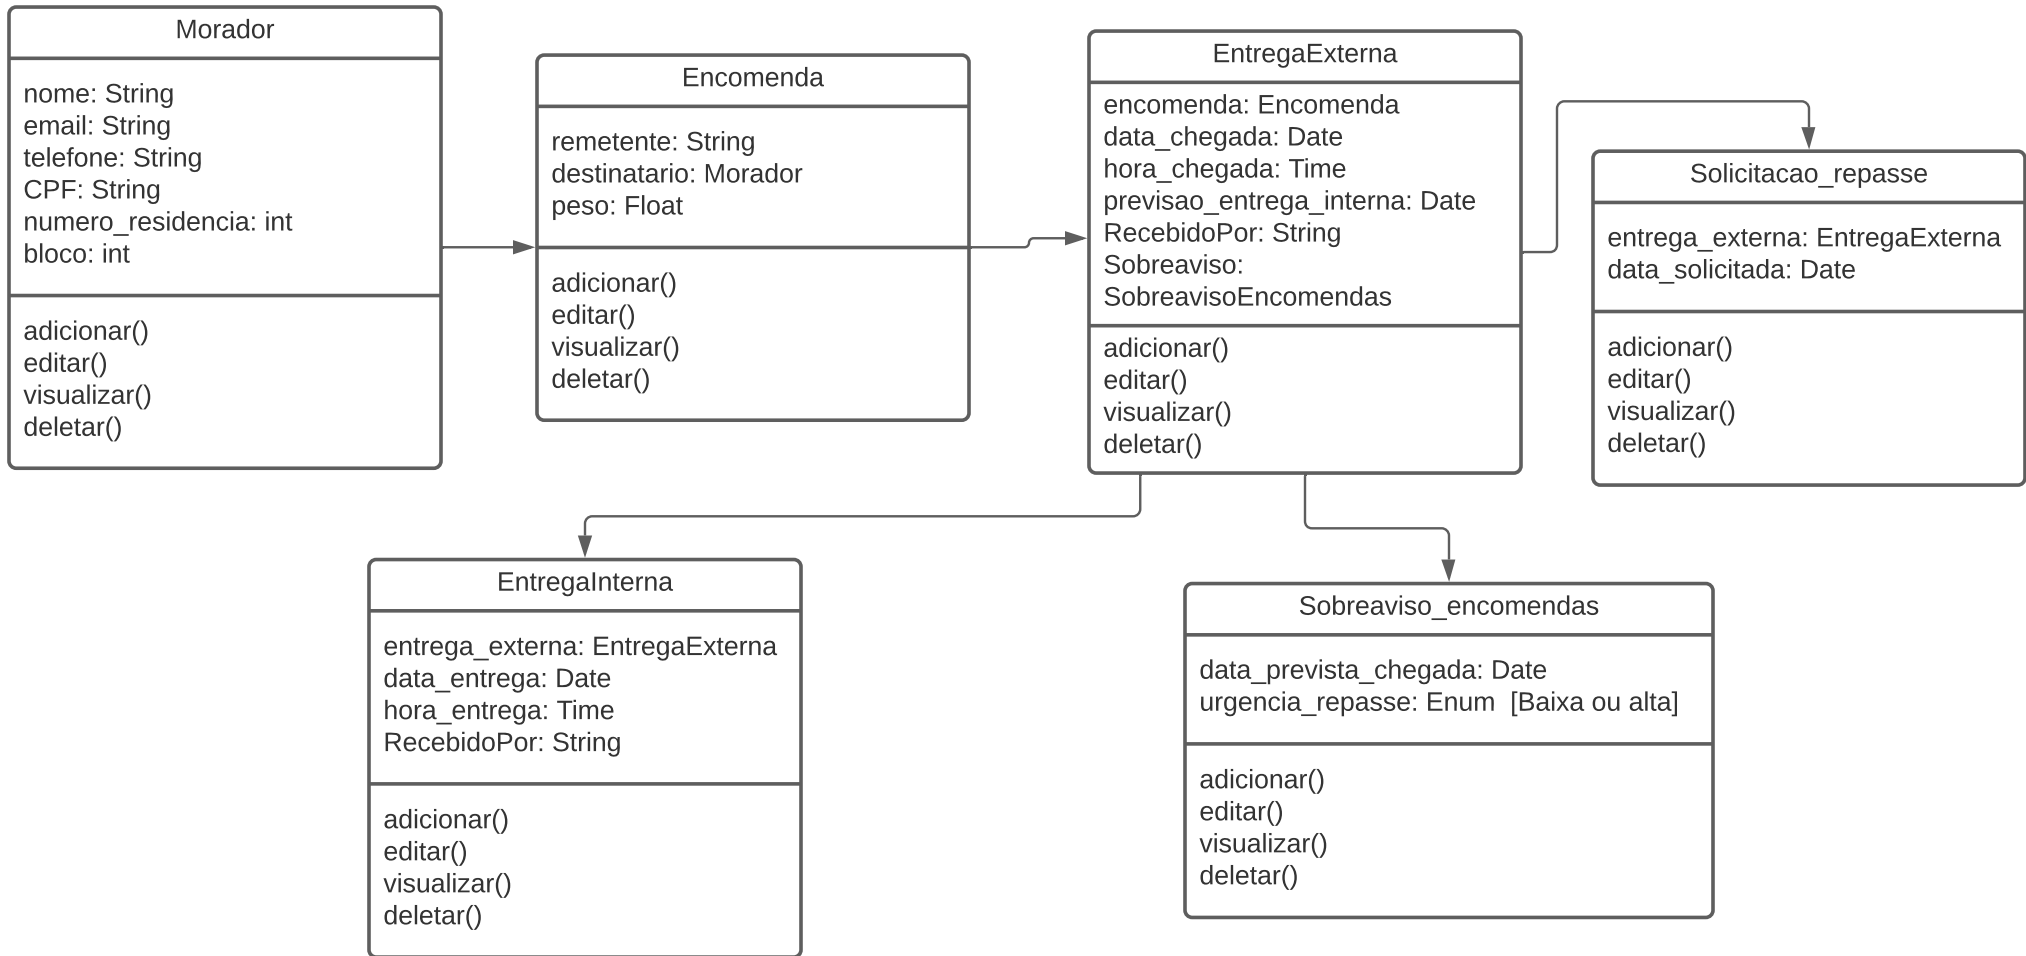 Morador
nome: String
email: String
telefone: String
CPF: String
numero_residencia: int
bloco: int
adicionar()
editar()
visualizar()
deletar()
Encomenda
remetente: String
destinatario: Morador
peso: Float
adicionar()
editar()
visualizar()
deletar()
EntregaExterna
encomenda: Encomenda
data_chegada: Date
hora_chegada: Time
previsao_entrega_interna: Date
RecebidoPor: String
Sobreaviso:
SobreavisoEncomendas
adicionar()
editar()
visualizar()
deletar()
Solicitacao_repasse
entrega_externa: EntregaExterna
data_solicitada: Date
adicionar()
editar()
visualizar()
deletar()
EntregaInterna
entrega_externa: EntregaExterna
data_entrega: Date
hora_entrega: Time
RecebidoPor: String
adicionar()
editar()
visualizar()
deletar()
Sobreaviso_encomendas
data_prevista_chegada: Date
urgencia_repasse: Enum  [Baixa ou alta]
adicionar()
editar()
visualizar()
deletar()